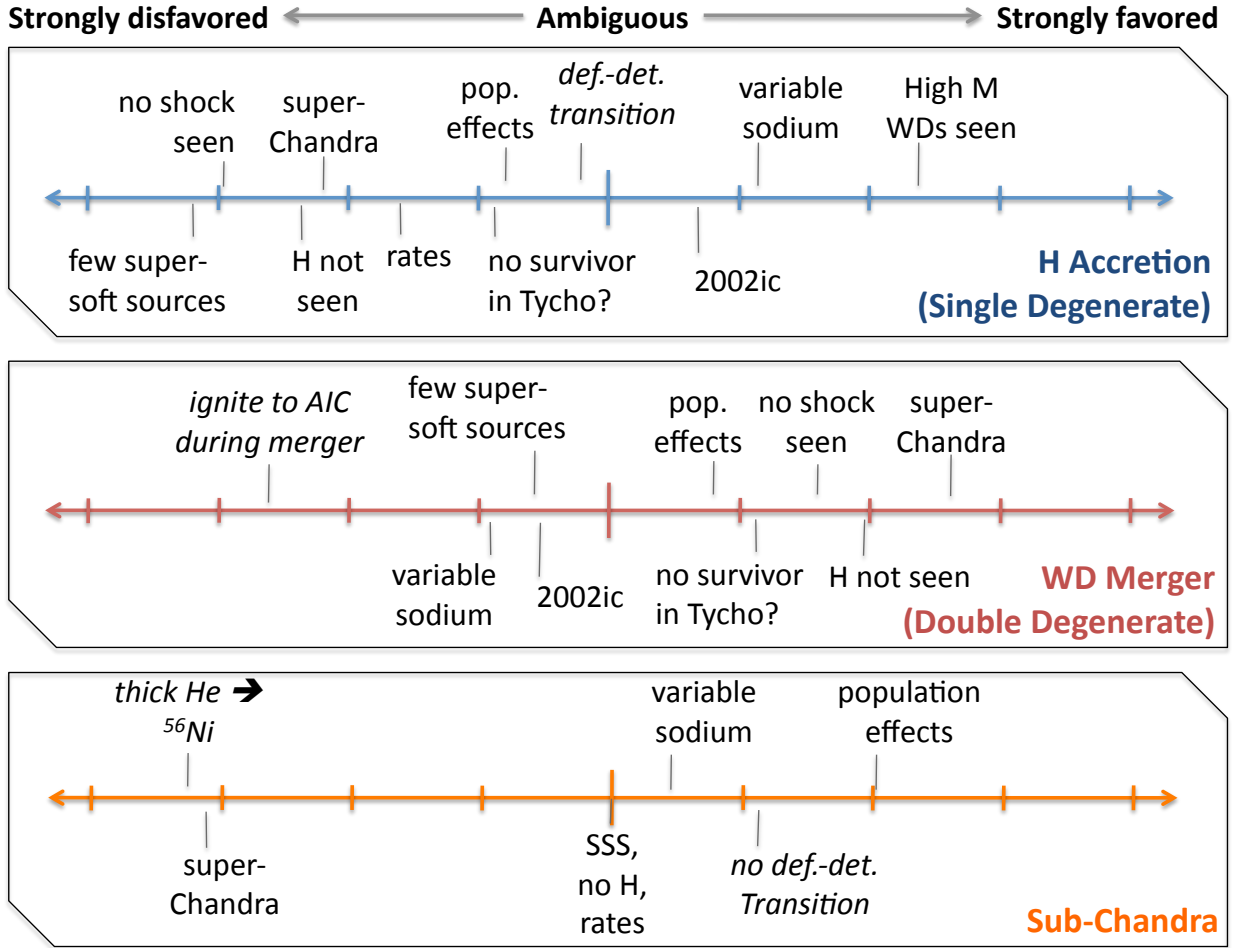 Strongly disfavored
Ambiguous
Strongly favored
no shock
seen
super-
Chandra
pop.
effects
def.-det.
transition
variable
sodium
High M
WDs seen
few super-
soft sources
H not
seen
rates
no survivor
in Tycho?
2002ic
H Accretion
(Single Degenerate)
ignite to AIC
during merger
few super-
soft sources
pop.
effects
no shock
seen
super-
Chandra
variable
sodium
2002ic
no survivor
in Tycho?
H not seen
WD Merger
(Double Degenerate)
thick He ➔
⁵⁶Ni
variable
sodium
population
effects
super-
Chandra
SSS,
no H,
rates
no def.-det.
Transition
Sub-Chandra